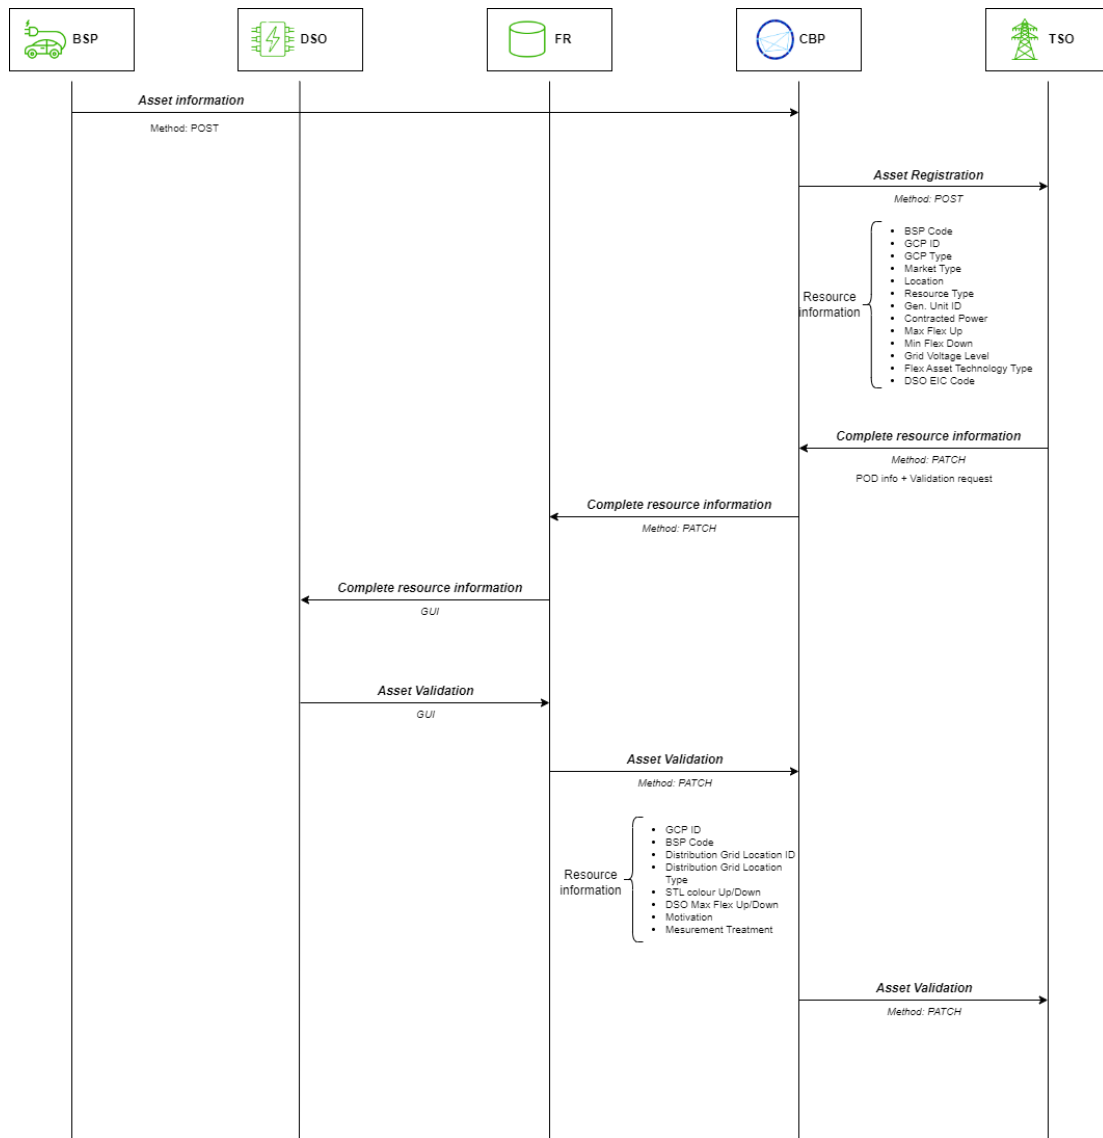 BSP
DSO
FR
CBP
TSO
Asset information
Method: POST
Asset Registration
Method: POST
Resource
information
• BSP Code
• GCP ID
• GCP Type
• Market Type
• Location
• Resource Type
• Gen. Unit ID
• Contracted Power
• Max Flex Up
• Min Flex Down
• Grid Voltage Level
• Flex Asset Technology Type
• DSO EIC Code
Complete resource information
Method: PATCH
POD info + Validation request
Complete resource information
Method: PATCH
Complete resource information
GUI
Asset Validation
GUI
Asset Validation
Method: PATCH
Resource
information
• GCP ID
• BSP Code
• Distribution Grid Location ID
• Distribution Grid Location
Type
• STL colour Up/Down
• DSO Max Flex Up/Down
• Motivation
• Mesurement Treatment
Asset Validation
Method: PATCH